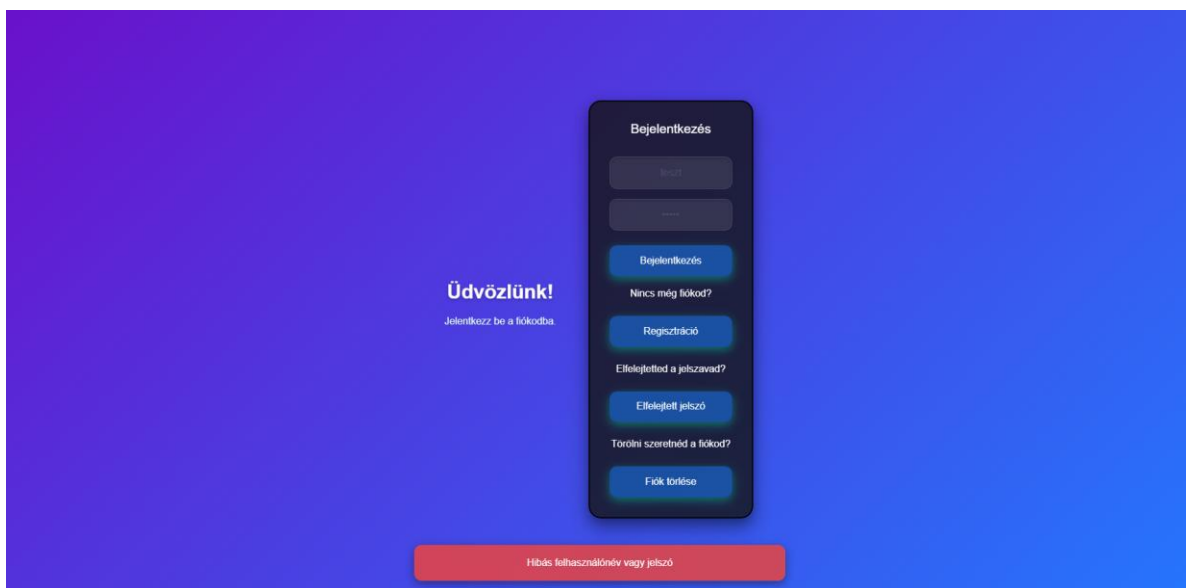 Bejelentkezés
teszt
·····
Bejelentkezés
Üdvözlünk!
Nincs még fiókod?
Jelentkezz be a fiókodba.
Regisztráció
Elfelejtetted a jelszavad?
Elfelejtett jelszó
Törölni szeretnéd a fiókod?
Fiók törlése
Hibás felhasználónév vagy jelszó